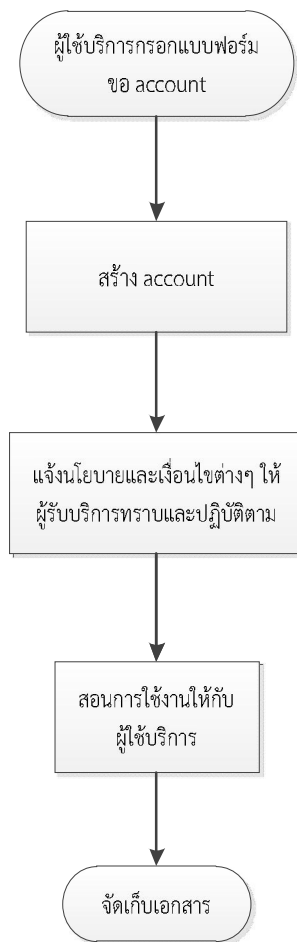 ผู้ใช้บริการกรอกแบบฟอร์ม
ขอ account
สร้าง account
แจ้งนโยบายและเงื่อนไขต่างๆ ให้
ผู้รับบริการทราบและปฏิบัติตาม
สอนการใช้งานให้กับ
ผู้ใช้บริการ
จัดเก็บเอกสาร